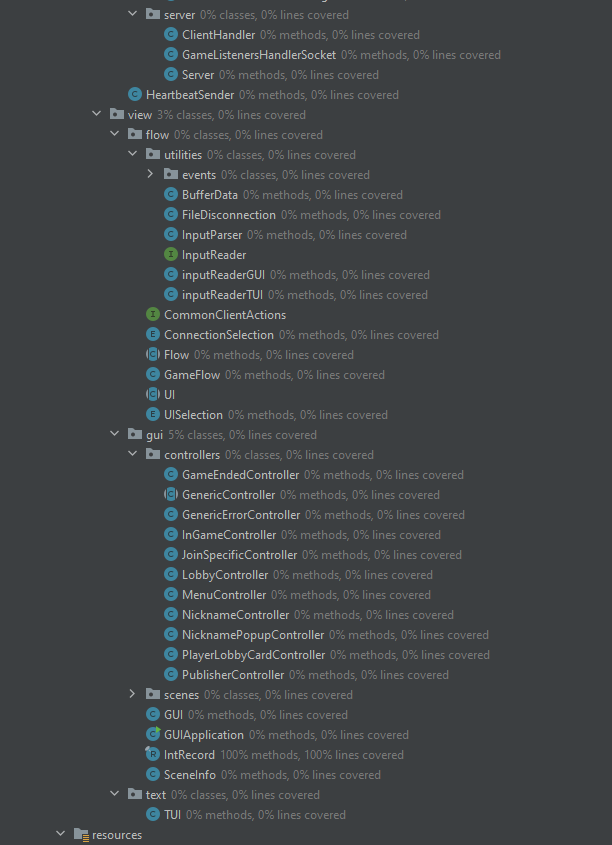 server 0% classes, 0% lines covered
C ClientHandler 0% methods, 0% lines covered
C GameListenersHandlerSocket 0% methods, 0% lines covered
C Server 0% methods, 0% lines covered
C HeartbeatSender 0% methods, 0% lines covered
view 3% classes, 0% lines covered
flow 0% classes, 0% lines covered
utilities 0% classes, 0% lines covered
events 0% classes, 0% lines covered
C BufferData 0% methods, 0% lines covered
C FileDisconnection 0% methods, 0% lines covered
C InputParser 0% methods, 0% lines covered
I InputReader
C inputReaderGUI 0% methods, 0% lines covered
C inputReaderTUI 0% methods, 0% lines covered
I CommonClientActions
E ConnectionSelection 0% methods, 0% lines covered
C Flow 0% methods, 0% lines covered
C GameFlow 0% methods, 0% lines covered
C UI
E UISelection 0% methods, 0% lines covered
gui 5% classes, 0% lines covered
controllers 0% classes, 0% lines covered
C GameEndedController 0% methods, 0% lines covered
C GenericController 0% methods, 0% lines covered
C GenericErrorController 0% methods, 0% lines covered
C InGameController 0% methods, 0% lines covered
C JoinSpecificController 0% methods, 0% lines covered
C LobbyController 0% methods, 0% lines covered
C MenuController 0% methods, 0% lines covered
C NicknameController 0% methods, 0% lines covered
C NicknamePopupController 0% methods, 0% lines covered
C PlayerLobbyCardController 0% methods, 0% lines covered
C PublisherController 0% methods, 0% lines covered
scenes 0% classes, 0% lines covered
C GUI 0% methods, 0% lines covered
C GUIApplication 0% methods, 0% lines covered
R IntRecord 100% methods, 100% lines covered
C SceneInfo 0% methods, 0% lines covered
text 0% classes, 0% lines covered
C TUI 0% methods, 0% lines covered
resources